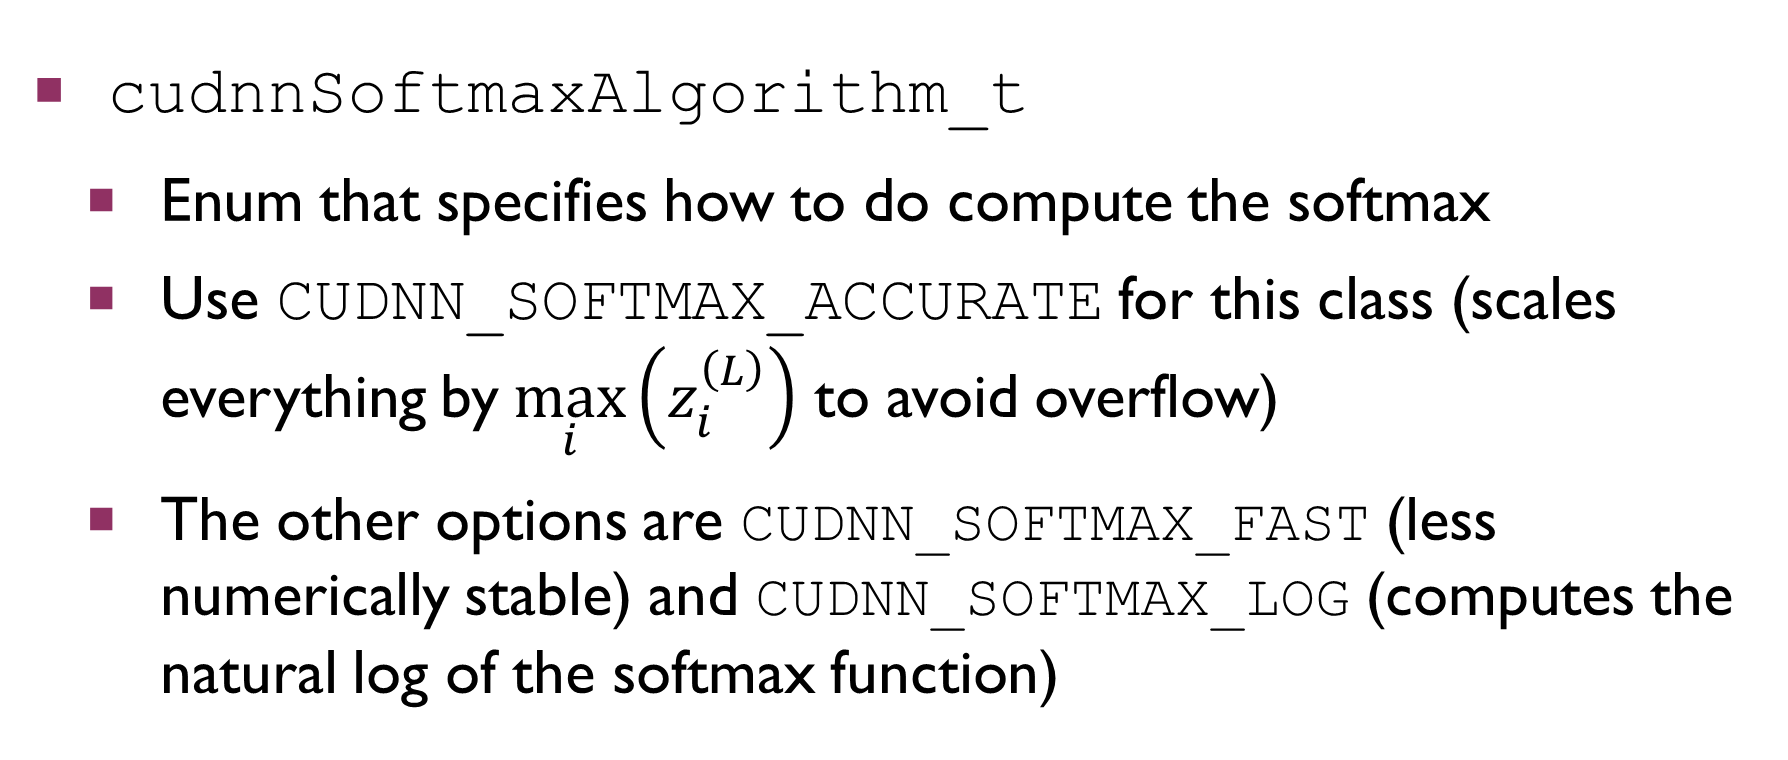 ▪ cudnnSoftmaxAlgorithm_t
▪ Enum that specifies how to do compute the softmax
▪ Use CUDNN_SOFTMAX_ACCURATE for this class (scales
everything by $\max_i \left( z_i^{(L)} \right)$ to avoid overflow)
▪ The other options are CUDNN_SOFTMAX_FAST (less
numerically stable) and CUDNN_SOFTMAX_LOG (computes the
natural log of the softmax function)